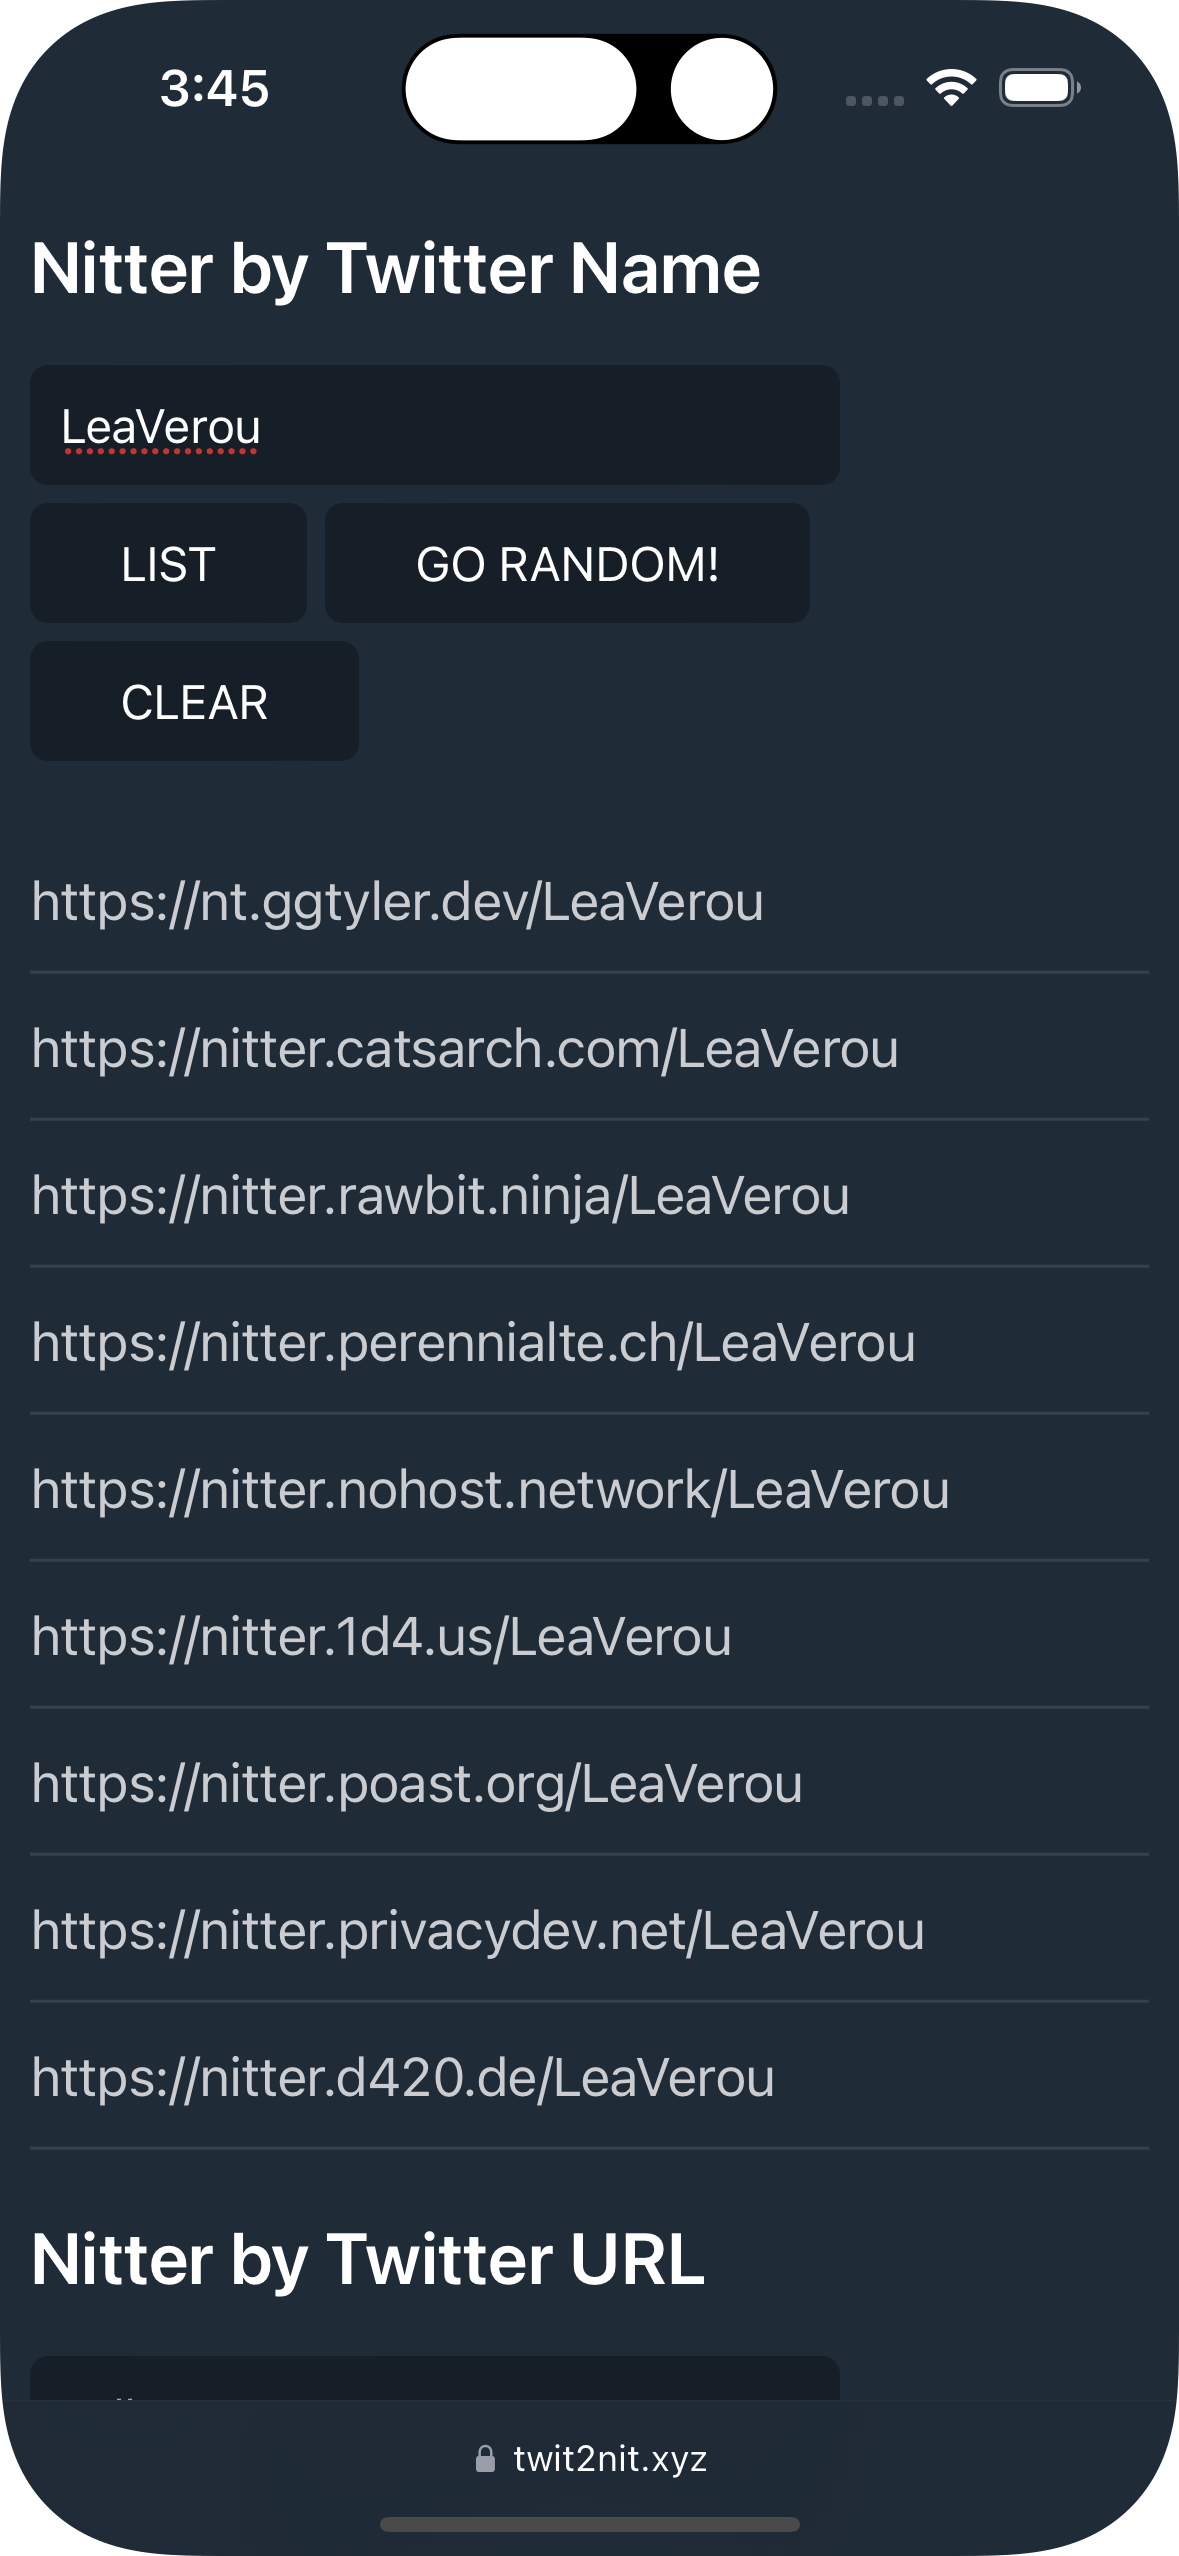 3:45
Nitter by Twitter Name
LeaVerou
LIST
GO RANDOM!
CLEAR
https://nt.ggtyler.dev/LeaVerou
https://nitter.catsarch.com/LeaVerou
https://nitter.rawbit.ninja/LeaVerou
https://nitter.perennialte.ch/LeaVerou
https://nitter.nohost.network/LeaVerou
https://nitter.1d4.us/LeaVerou
https://nitter.poast.org/LeaVerou
https://nitter.privacydev.net/LeaVerou
https://nitter.d420.de/LeaVerou
Nitter by Twitter URL
twit2nit.xyz